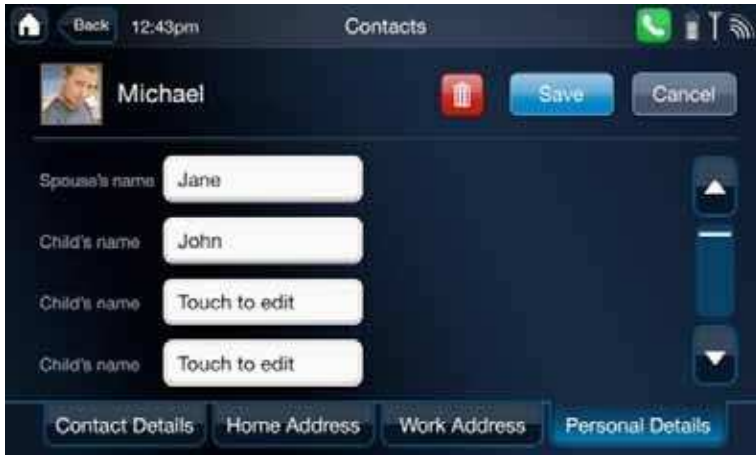 Back 12:43pm Contacts
Michael Save Cancel
Spouse's name Jane
Child's name John
Child's name Touch to edit
Child's name Touch to edit
Contact Details Home Address Work Address Personal Details